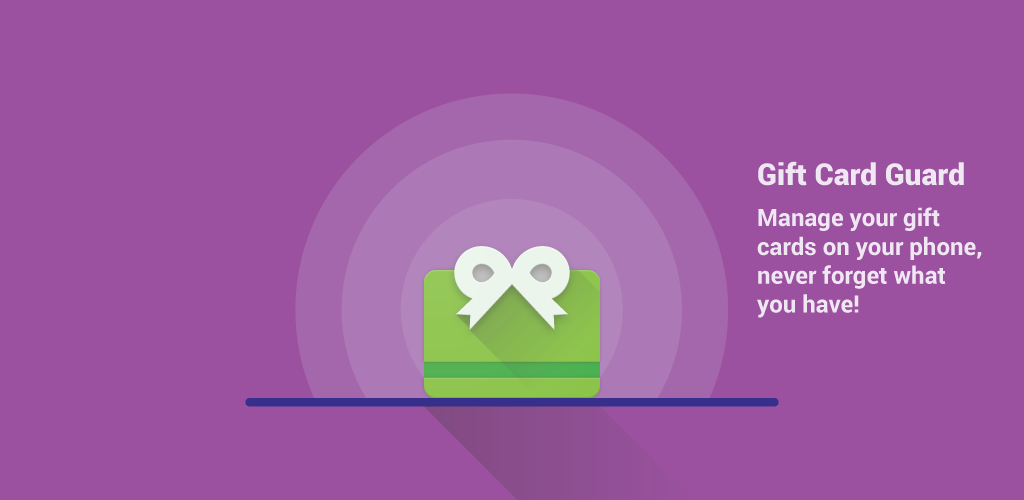 Gift Card Guard
Manage your gift
cards on your phone,
never forget what
you have!